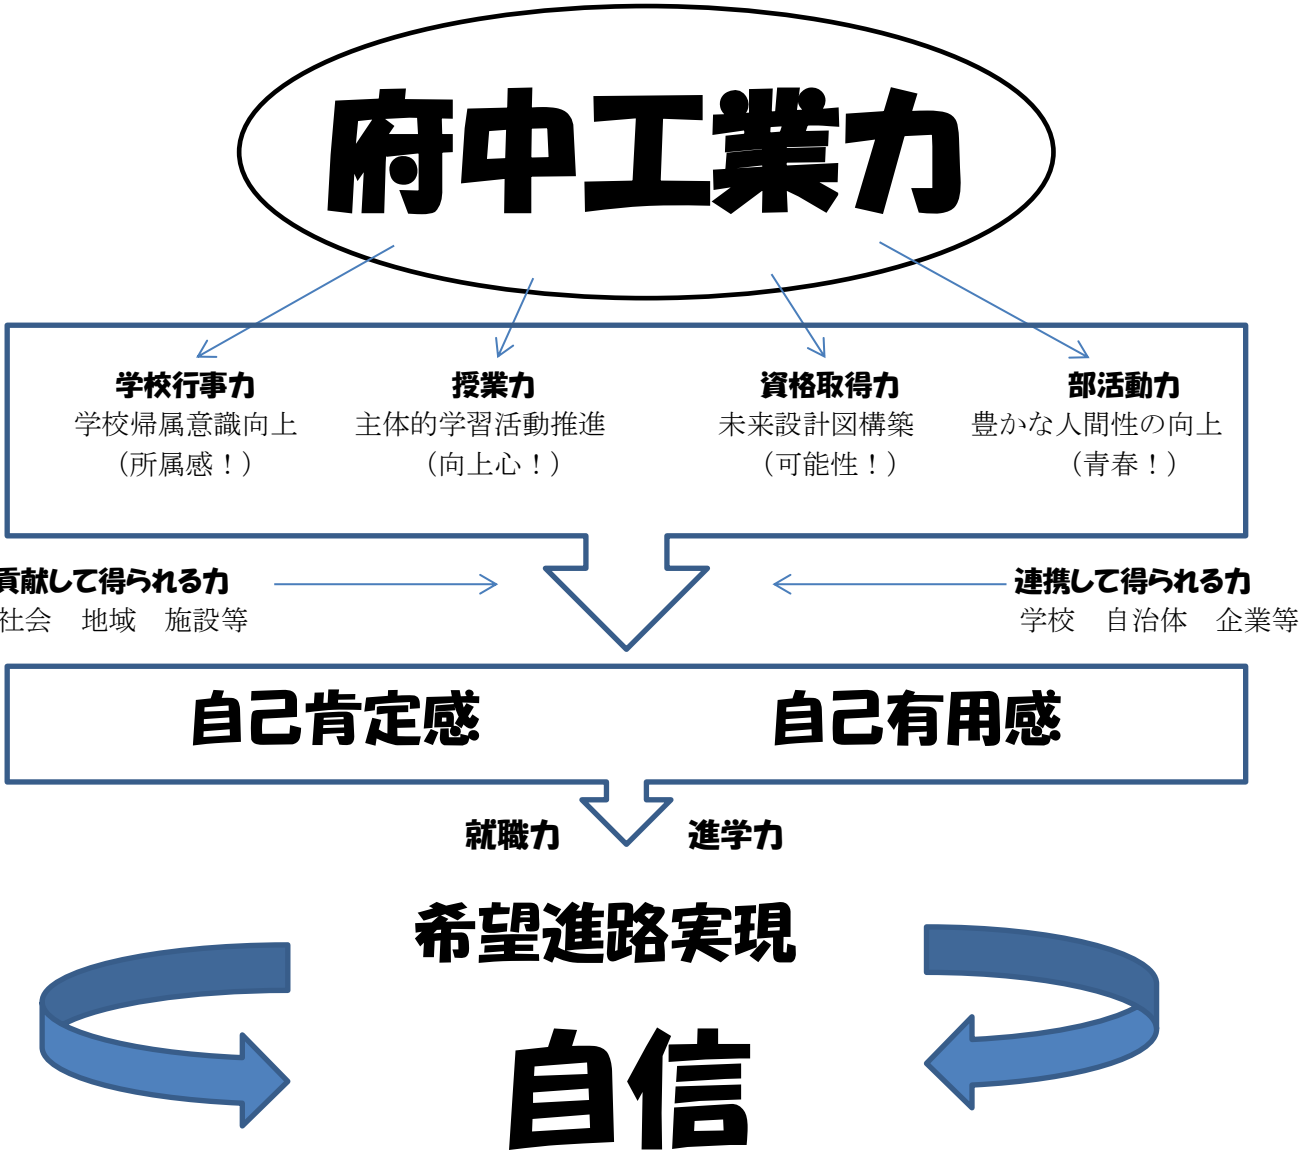 府中工業力
学校行事力
学校帰属意識向上
（所属感！）
授業力
主体的学習活動推進
（向上心！）
資格取得力
未来設計図構築
（可能性！）
部活動力
豊かな人間性の向上
（青春！）
貢献して得られる力
社会　地域　施設等
連携して得られる力
学校　自治体　企業等
自己肯定感
自己有用感
就職力
進学力
希望進路実現
自信